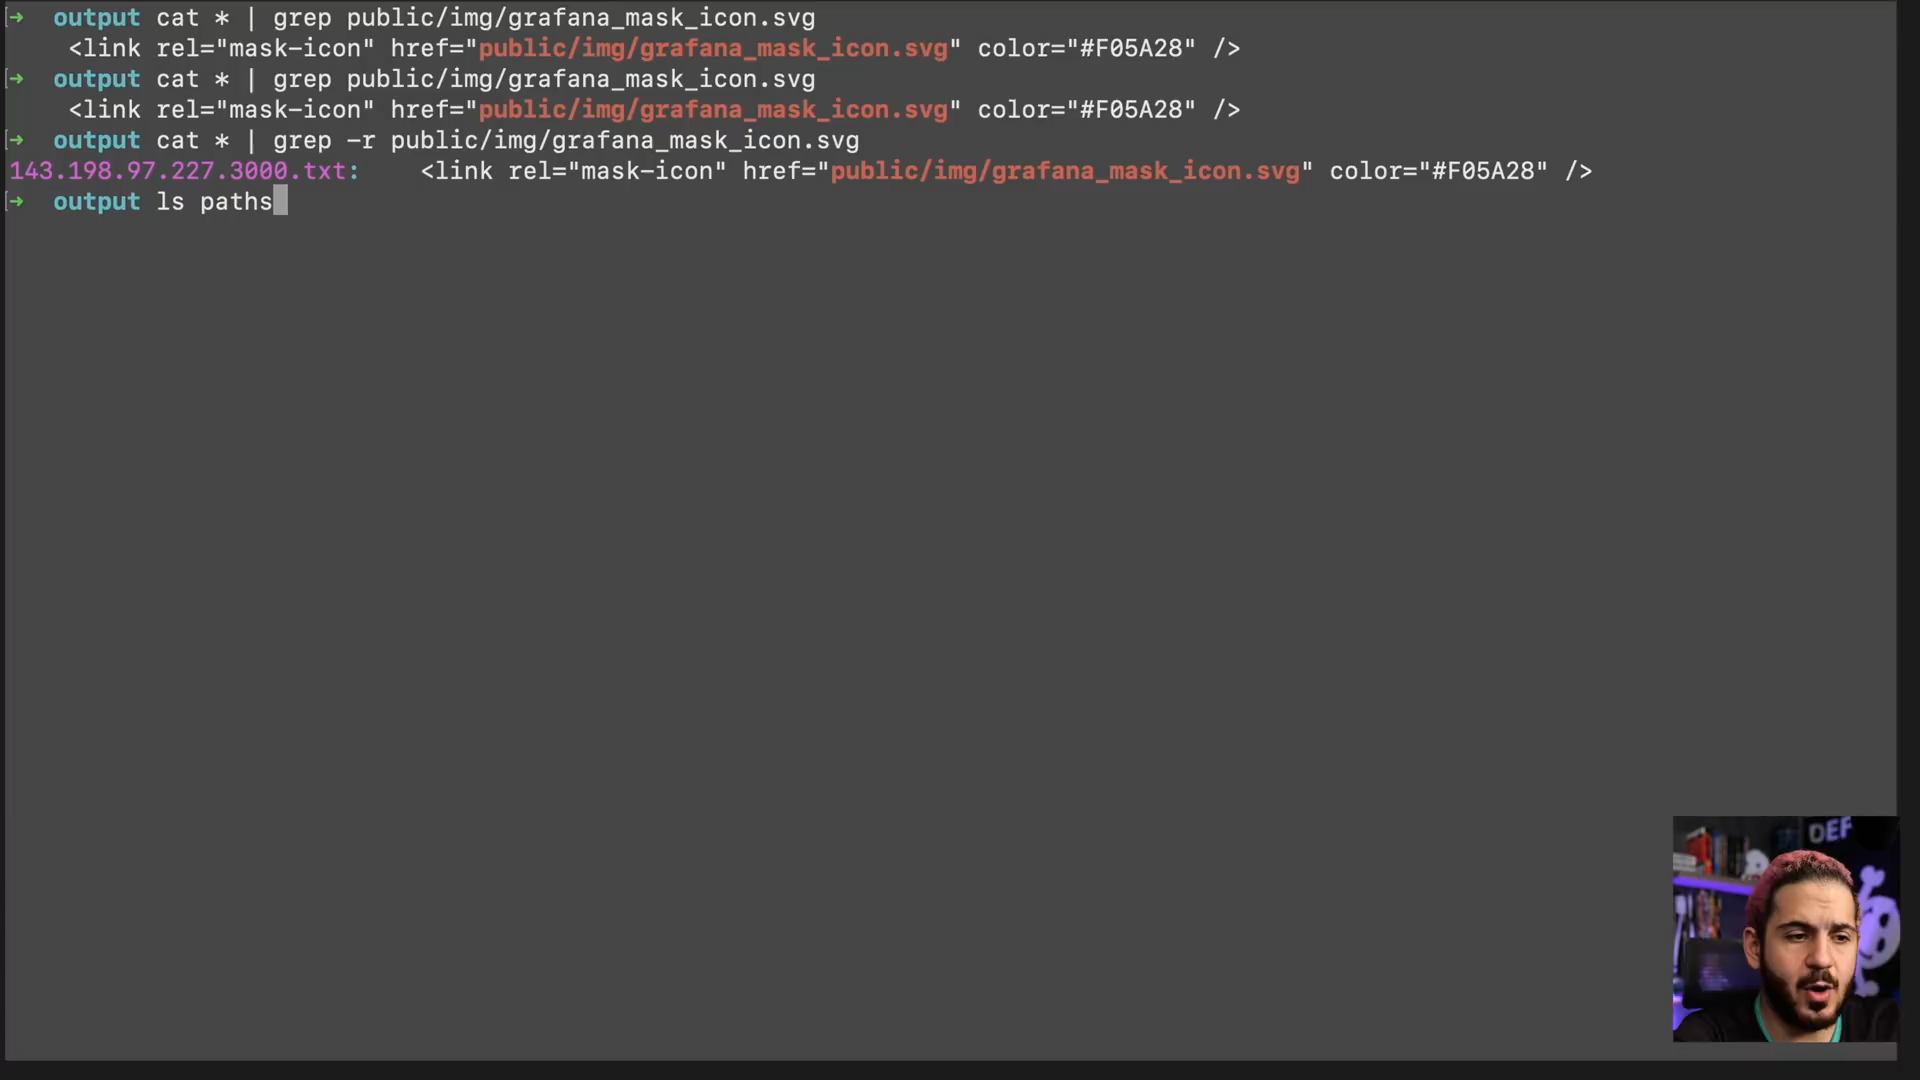 → output cat * | grep public/img/grafana_mask_icon.svg
<link rel="mask-icon" href="public/img/grafana_mask_icon.svg" color="#F05A28" />
→ output cat * | grep public/img/grafana_mask_icon.svg
<link rel="mask-icon" href="public/img/grafana_mask_icon.svg" color="#F05A28" />
→ output cat * | grep -r public/img/grafana_mask_icon.svg
143.198.97.227.3000.txt: <link rel="mask-icon" href="public/img/grafana_mask_icon.svg" color="#F05A28" />
→ output ls paths
DEF